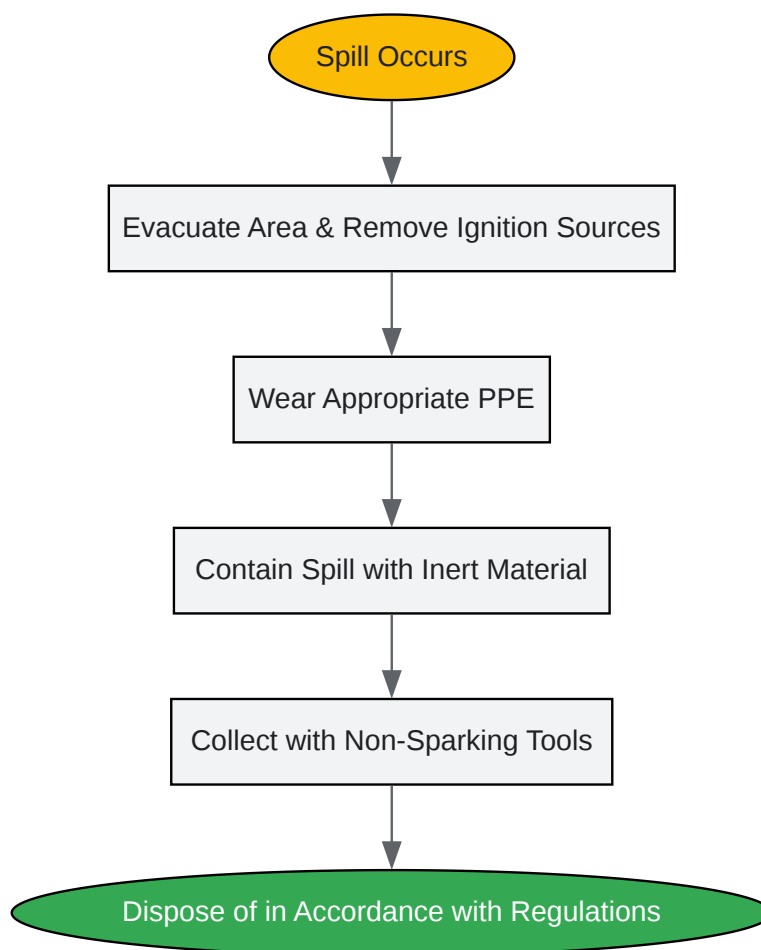 Spill Occurs
Evacuate Area & Remove Ignition Sources
Wear Appropriate PPE
Contain Spill with Inert Material
Collect with Non-Sparking Tools
Dispose of in Accordance with Regulations